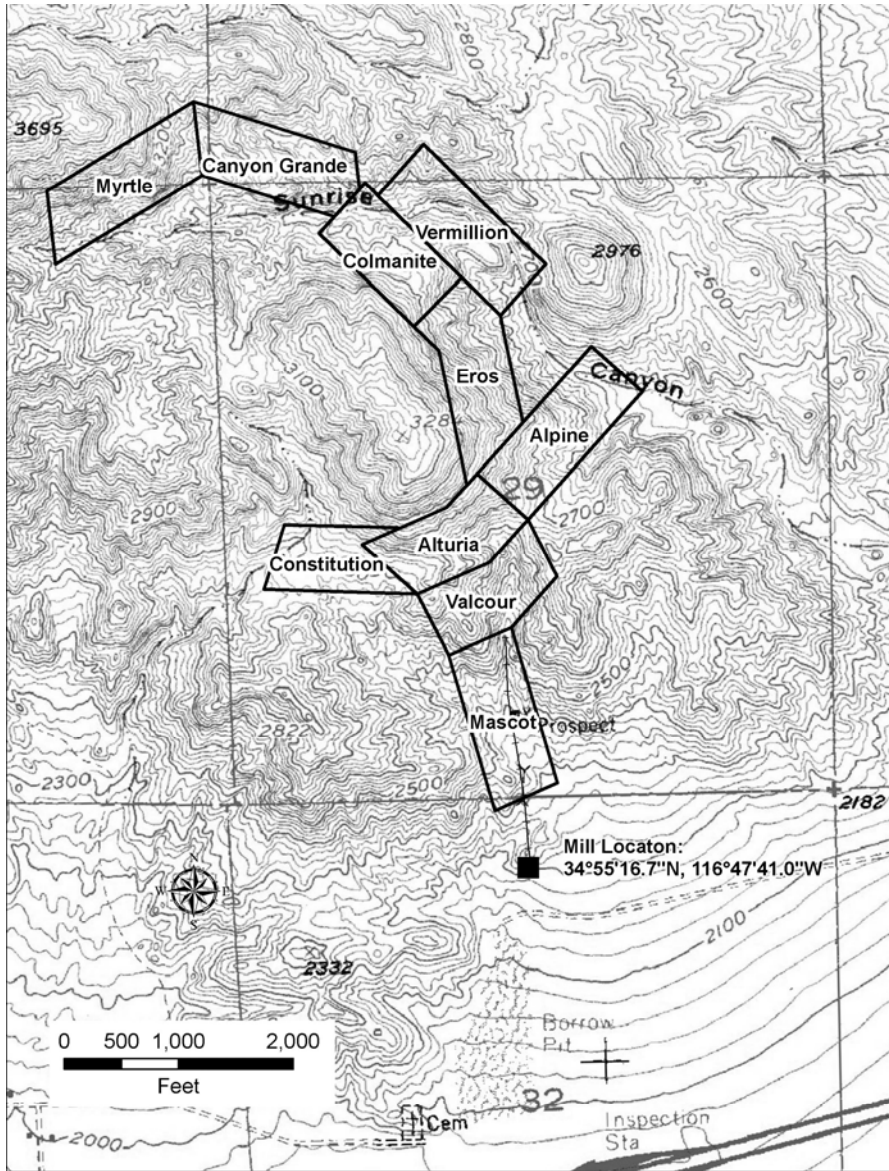 2800
3695
3200
Canyon Grande
Myrtle
Sunrise
Vermillion
Colmanite
2976
2600
3100
Canyon
Eros
328
Alpine
29
2900
2700
Alturia
Constitution
Valcour
2500
Mascot
Prospect
2822
2300
2500
2182
Mill Locaton:
34°55'16.7"N, 116°47'41.0"W
N
W
E
S
2100
2332
0 500 1,000 2,000
Feet
Borrow
Pit
32
Cem
Inspection
Sta
2000